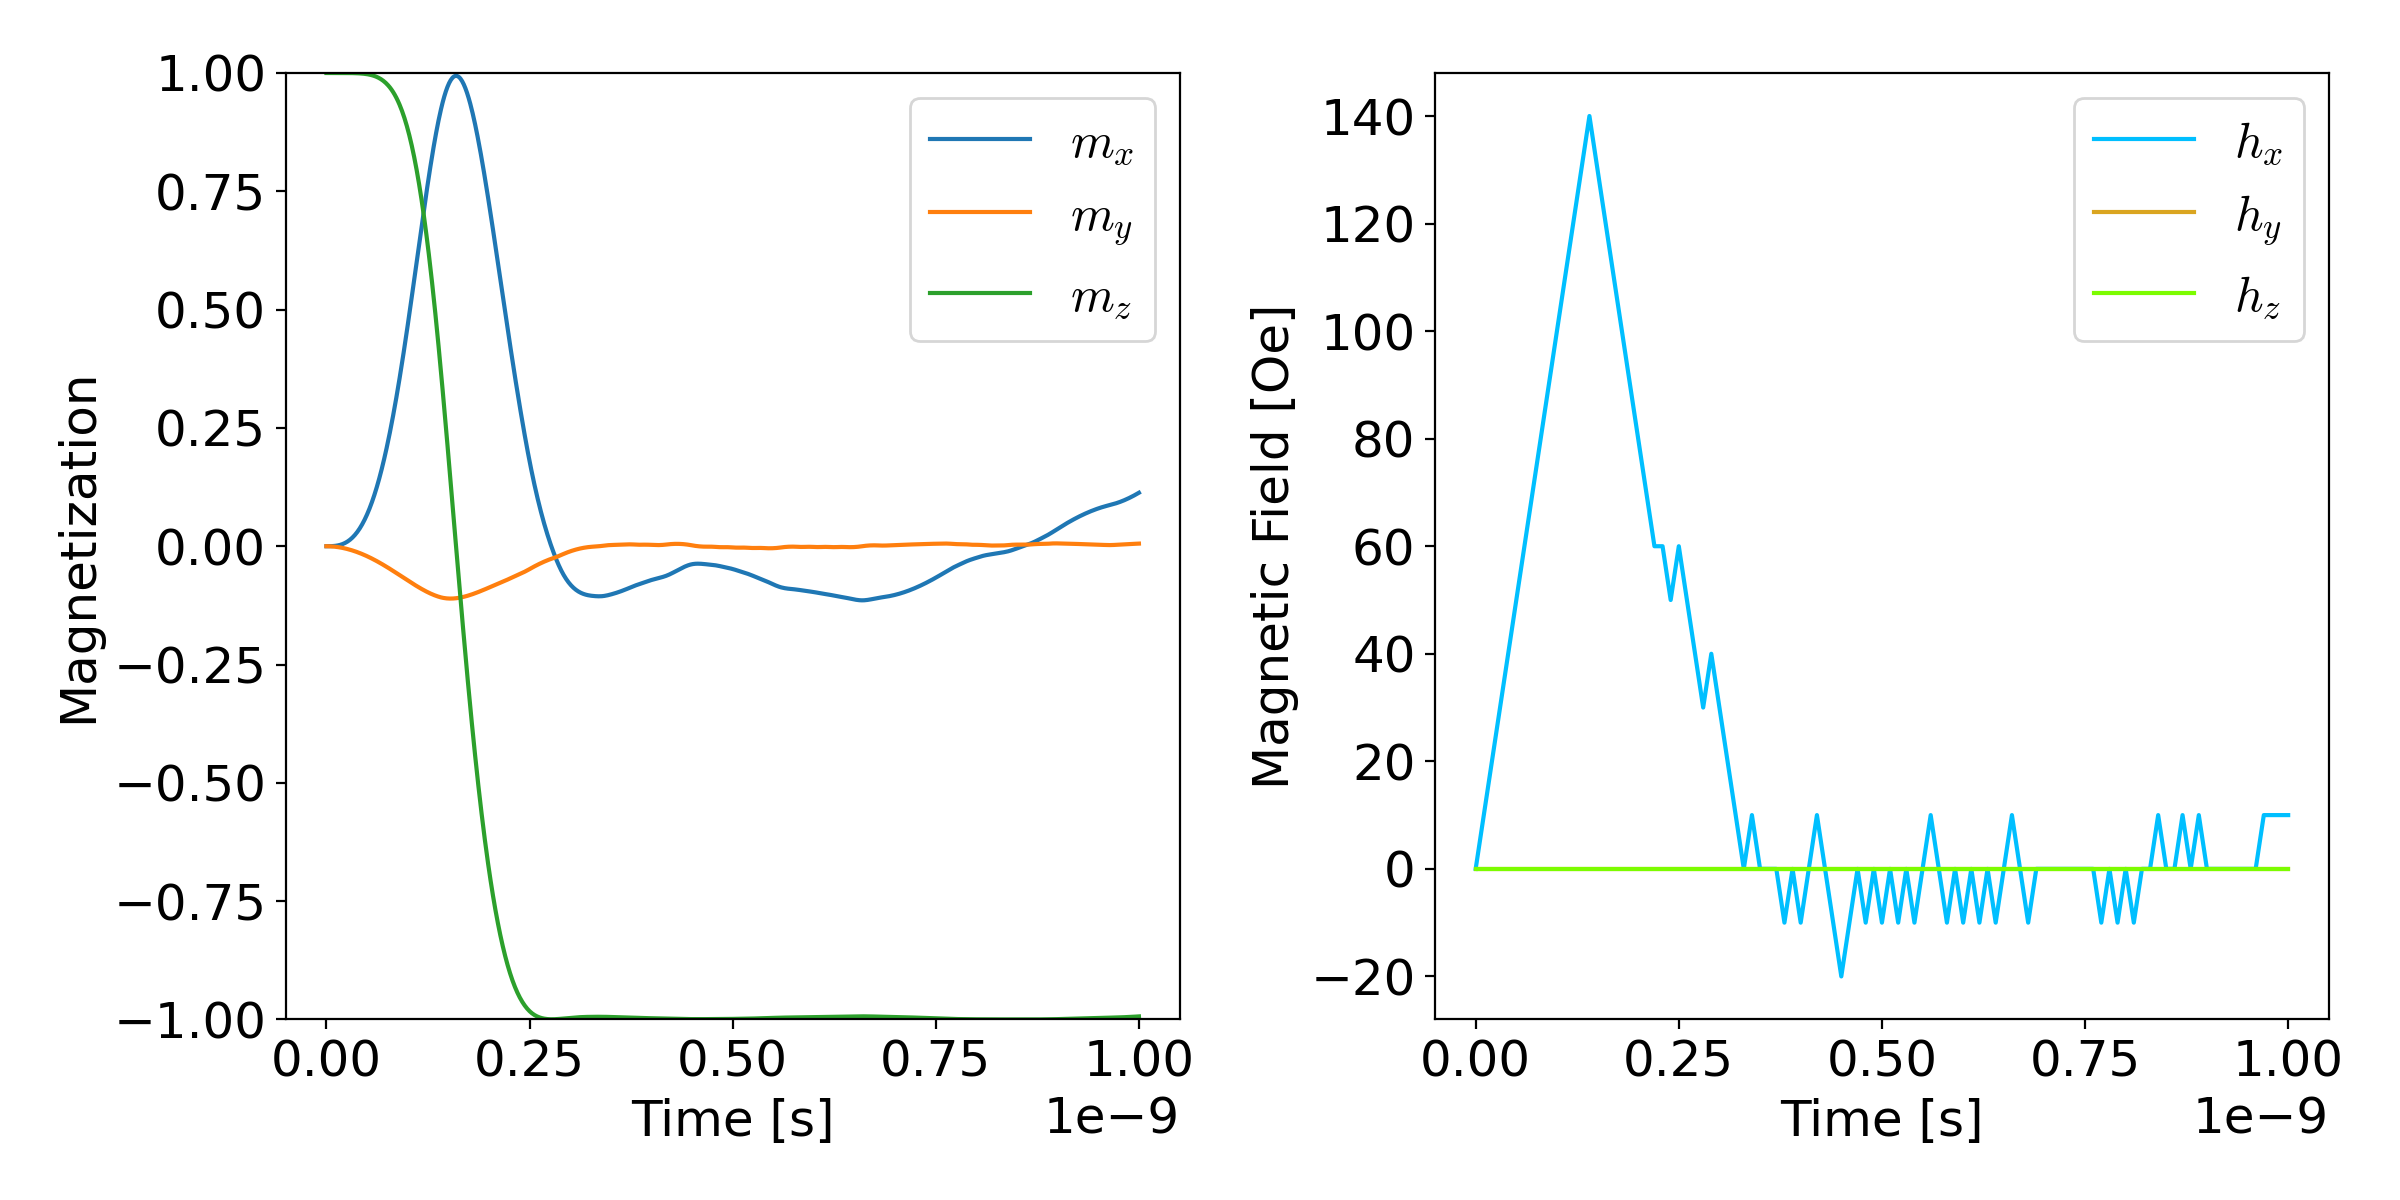 Magnetization
1.00
0.75
0.50
0.25
0.00
−0.25
−0.50
−0.75
−1.00
0.00 0.25 0.50 0.75 1.00
Time [s]
1e−9
m_x
m_y
m_z
Magnetic Field [Oe]
140
120
100
80
60
40
20
0
−20
0.00 0.25 0.50 0.75 1.00
Time [s]
1e−9
h_x
h_y
h_z